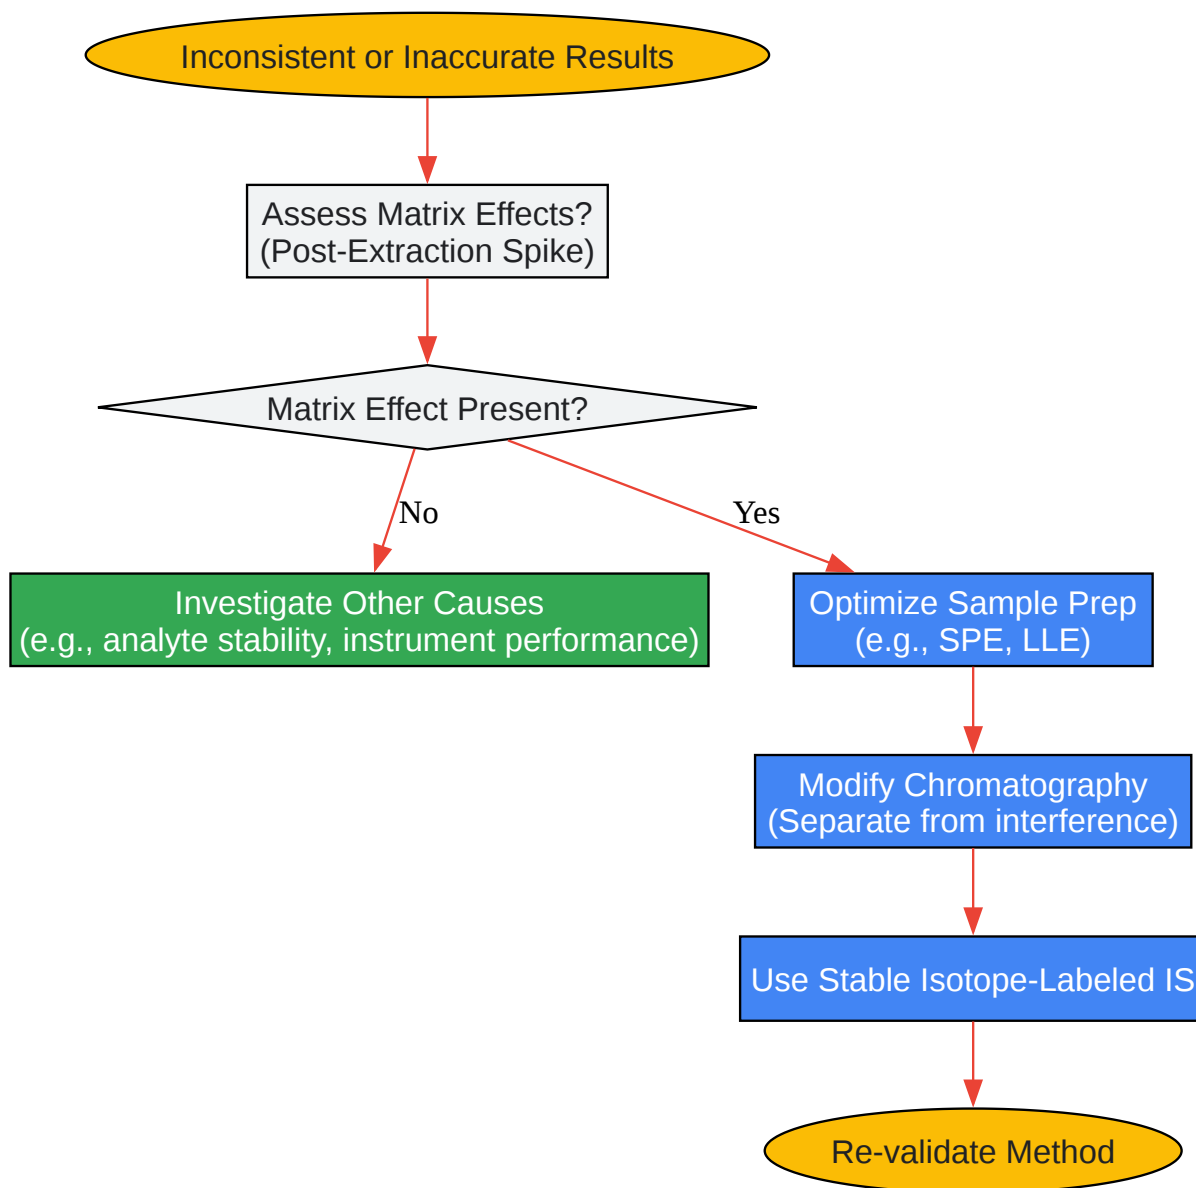 Inconsistent or Inaccurate Results
Assess Matrix Effects?
(Post-Extraction Spike)
Matrix Effect Present?
No
Yes
Investigate Other Causes
(e.g., analyte stability, instrument performance)
Optimize Sample Prep
(e.g., SPE, LLE)
Modify Chromatography
(Separate from interference)
Use Stable Isotope-Labeled IS
Re-validate Method